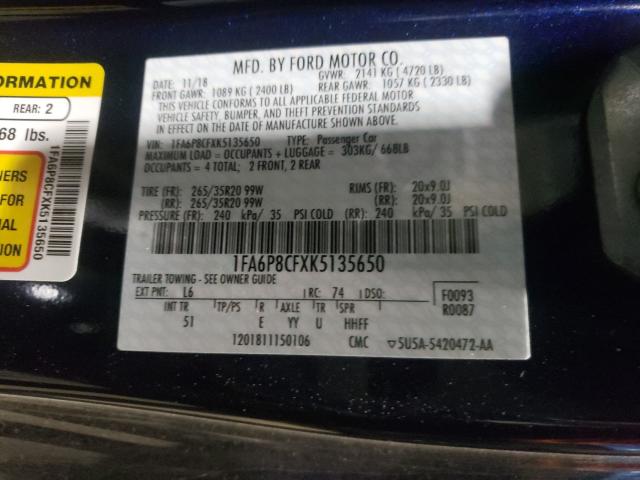 MFD. BY FORD MOTOR CO.
DATE: 11/18 GVWR: 2141 KG ( 4720 LB)
FRONT GAWR: 1089 KG ( 2400 LB) REAR GAWR: 1057 KG ( 2330 LB)
THIS VEHICLE CONFORMS TO ALL APPLICABLE FEDERAL MOTOR
VEHICLE SAFETY, BUMPER, AND THEFT PREVENTION STANDARDS
IN EFFECT ON THE DATE OF MANUFACTURE SHOWN ABOVE.
VIN: 1FA6P8CFXK5135650 TYPE: Passenger Car
MAXIMUM LOAD = OCCUPANTS + LUGGAGE = 303KG/ 668LB
OCCUPANTS = 4 TOTAL; 2 FRONT, 2 REAR
TIRE (FR): 265/35R20 99W RIMS (FR): 20x9.0J
(RR): 265/35R20 99W (RR): 20x9.0J
PRESSURE (FR): 240 kPa/ 35 PSI COLD (RR): 240 kPa/ 35 PSI COLD
1FA6P8CFXK5135650
TRAILER TOWING - SEE OWNER GUIDE
EXT PNT: L6 RC: 74 DSO: F0093
INT TR TP/PS R AXLE TR SPR R0087
51 E YY U HHFF
1201811150106 CMC 5U5A-5420472-AA
ORMATION
REAR: 2
68 lbs.
NERS
FOR
NAL
ION
1FA6P8CFXK5135650